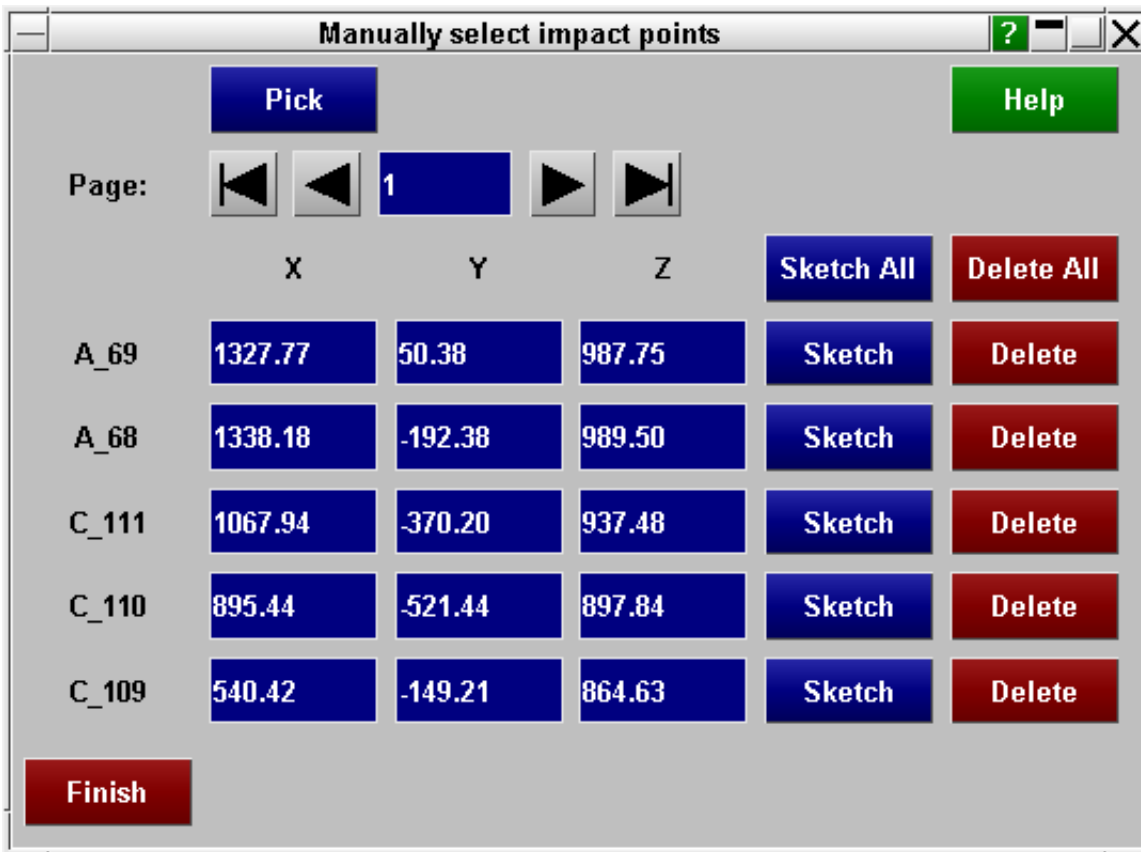 Manually select impact points ?
Pick Help
Page: 1
X Y Z Sketch All Delete All
A_69 1327.77 50.38 987.75 Sketch Delete
A_68 1338.18 -192.38 989.50 Sketch Delete
C_111 1067.94 -370.20 937.48 Sketch Delete
C_110 895.44 -521.44 897.84 Sketch Delete
C_109 540.42 -149.21 864.63 Sketch Delete
Finish